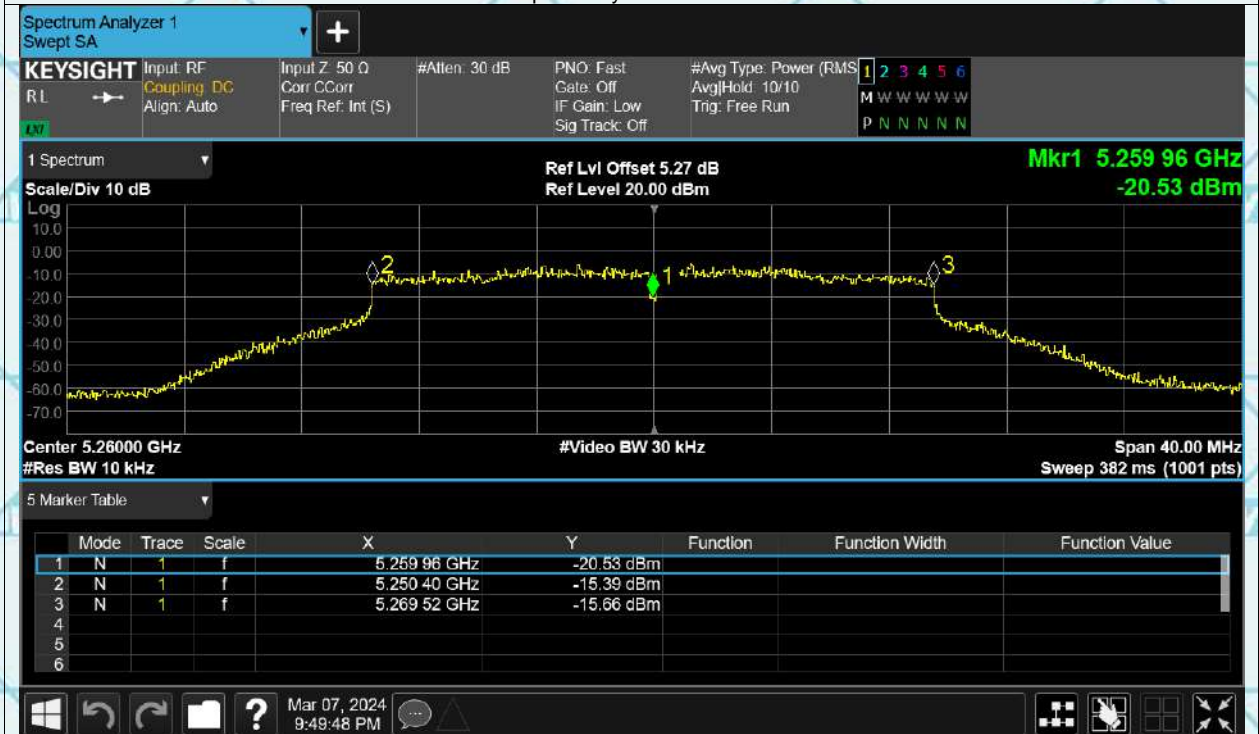 Spectrum Analyzer 1
Swept SA
+
KEYSIGHT
RL
LXI
Input: RF
Coupling: DC
Align: Auto
Input Z: 50 Ω
Corr CCorr
Freq Ref: Int (S)
#Atten: 30 dB
PNO: Fast
Gate: Off
IF Gain: Low
Sig Track: Off
#Avg Type: Power (RMS
Avg|Hold: 10/10
Trig: Free Run
1 2 3 4 5 6
M W W W W W
P N N N N N
1 Spectrum
Scale/Div 10 dB
Ref Lvl Offset 5.27 dB
Ref Level 20.00 dBm
Mkr1 5.259 96 GHz
-20.53 dBm
Log
10.0
0.00
-10.0
-20.0
-30.0
-40.0
-50.0
-60.0
-70.0
2
1
3
Center 5.26000 GHz
#Video BW 30 kHz
Span 40.00 MHz
#Res BW 10 kHz
Sweep 382 ms (1001 pts)
5 Marker Table
Mode Trace Scale X Y Function Function Width Function Value
1 N 1 f 5.259 96 GHz -20.53 dBm
2 N 1 f 5.250 40 GHz -15.39 dBm
3 N 1 f 5.269 52 GHz -15.66 dBm
4
5
6
?
Mar 07, 2024
9:49:48 PM